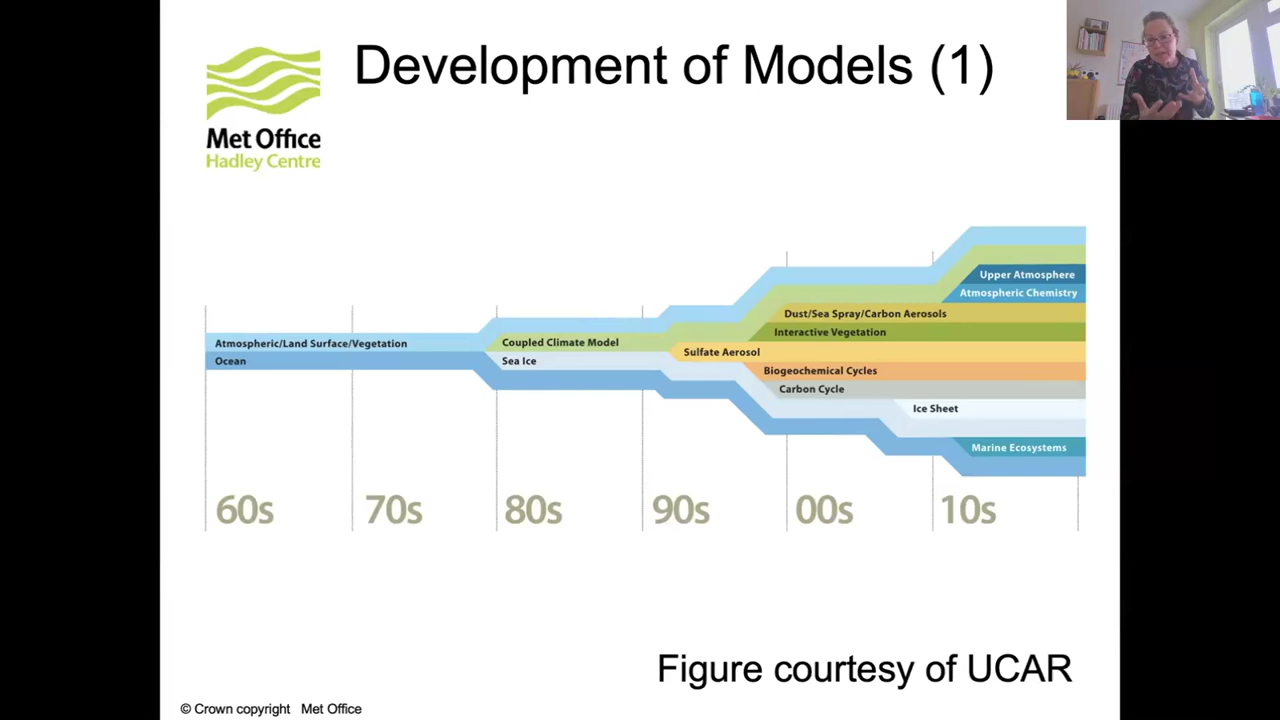 Development of Models (1)
Met Office
Hadley Centre
Upper Atmosphere
Atmospheric Chemistry
Dust/Sea Spray/Carbon Aerosols
Interactive Vegetation
Atmospheric/Land Surface/Vegetation
Coupled Climate Model
Sulfate Aerosol
Ocean
Sea Ice
Biogeochemical Cycles
Carbon Cycle
Ice Sheet
Marine Ecosystems
60s 70s 80s 90s 00s 10s
Figure courtesy of UCAR
© Crown copyright Met Office